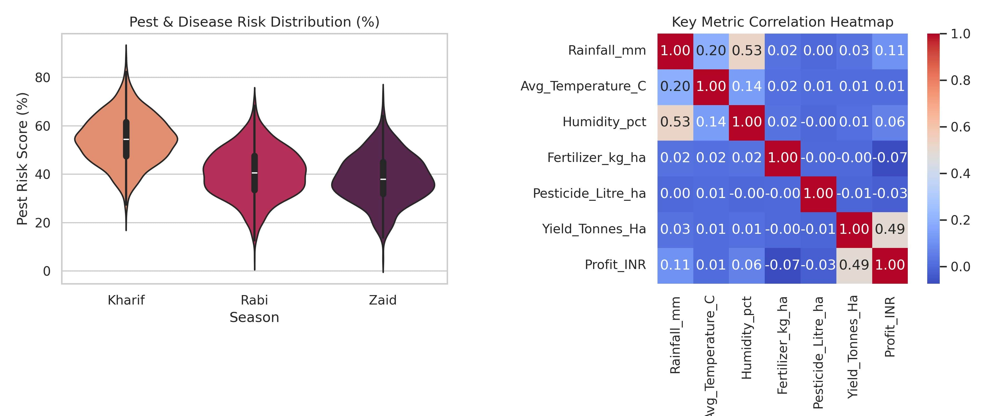 Pest & Disease Risk Distribution (%)
Pest Risk Score (%)
80
60
40
20
0
Kharif
Rabi
Zaid
Season
Key Metric Correlation Heatmap
Rainfall_mm 1.00 0.20 0.53 0.02 0.00 0.03 0.11
Avg_Temperature_C 0.20 1.00 0.14 0.02 0.01 0.01 0.01
Humidity_pct 0.53 0.14 1.00 0.02 -0.00 0.01 0.06
Fertilizer_kg_ha 0.02 0.02 0.02 1.00 -0.00 -0.00 -0.07
Pesticide_Litre_ha 0.00 0.01 -0.00 -0.00 1.00 -0.01 -0.03
Yield_Tonnes_Ha 0.03 0.01 0.01 -0.00 -0.01 1.00 0.49
Profit_INR 0.11 0.01 0.06 -0.07 -0.03 0.49 1.00
Rainfall_mm
Avg_Temperature_C
Humidity_pct
Fertilizer_kg_ha
Pesticide_Litre_ha
Yield_Tonnes_Ha
Profit_INR
1.0
0.8
0.6
0.4
0.2
0.0